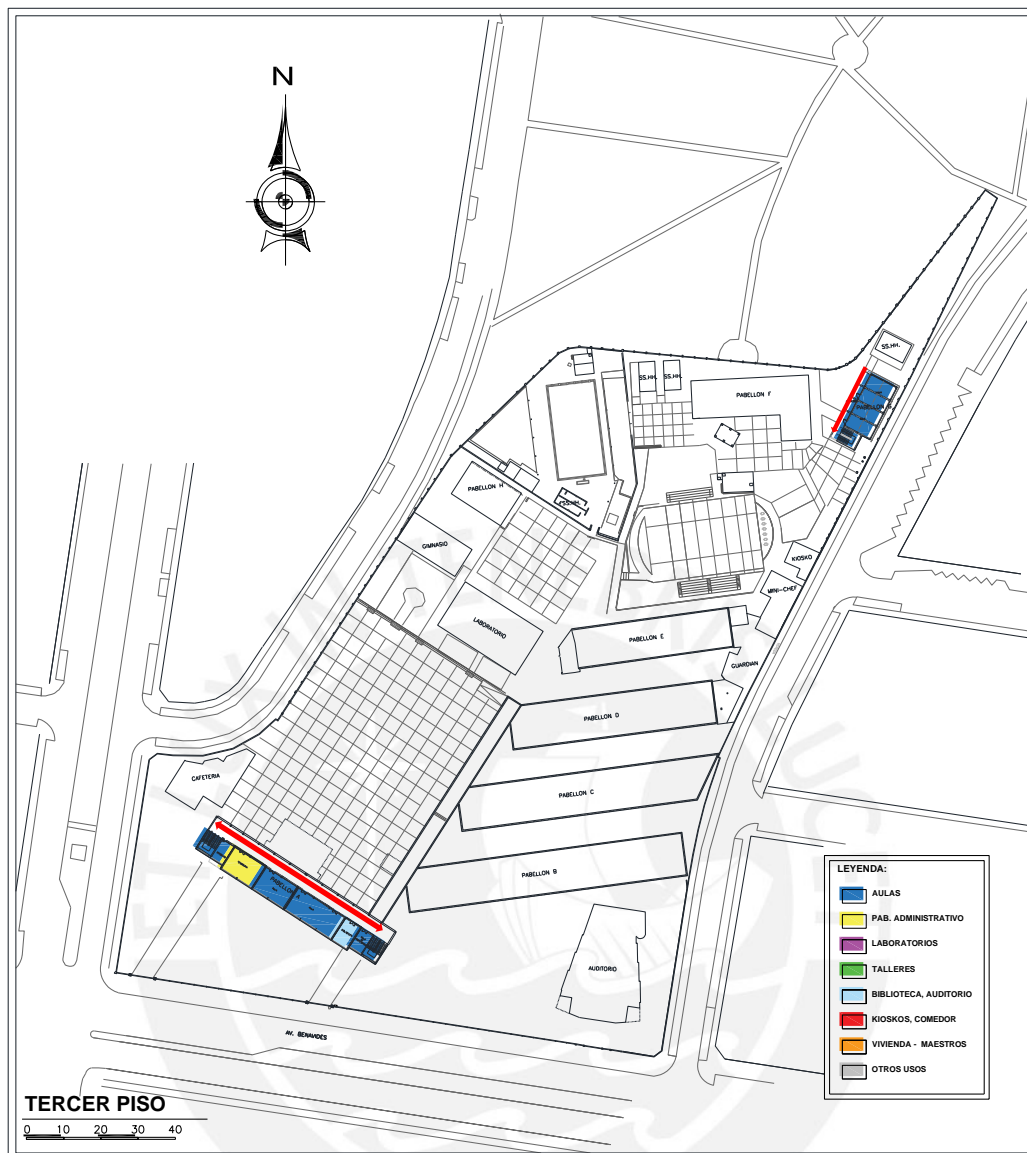 N
SS.HH.
SS.HH.
SS.HH.
PABELLON F
PABELLON G
PABELLON H
SS.HH.
GIMNASIO
KIOSKO
MINI-CHEF
LABORATORIO
PABELLON E
GUARDIAN
PABELLON D
CAFETERIA
PABELLON C
PABELLON B
PABELLON A
AUDITORIO
AV. BENAVIDES
LEYENDA:
AULAS
PAB. ADMINISTRATIVO
LABORATORIOS
TALLERES
BIBLIOTECA, AUDITORIO
KIOSKOS, COMEDOR
VIVIENDA - MAESTROS
OTROS USOS
TERCER PISO
0 10 20 30 40